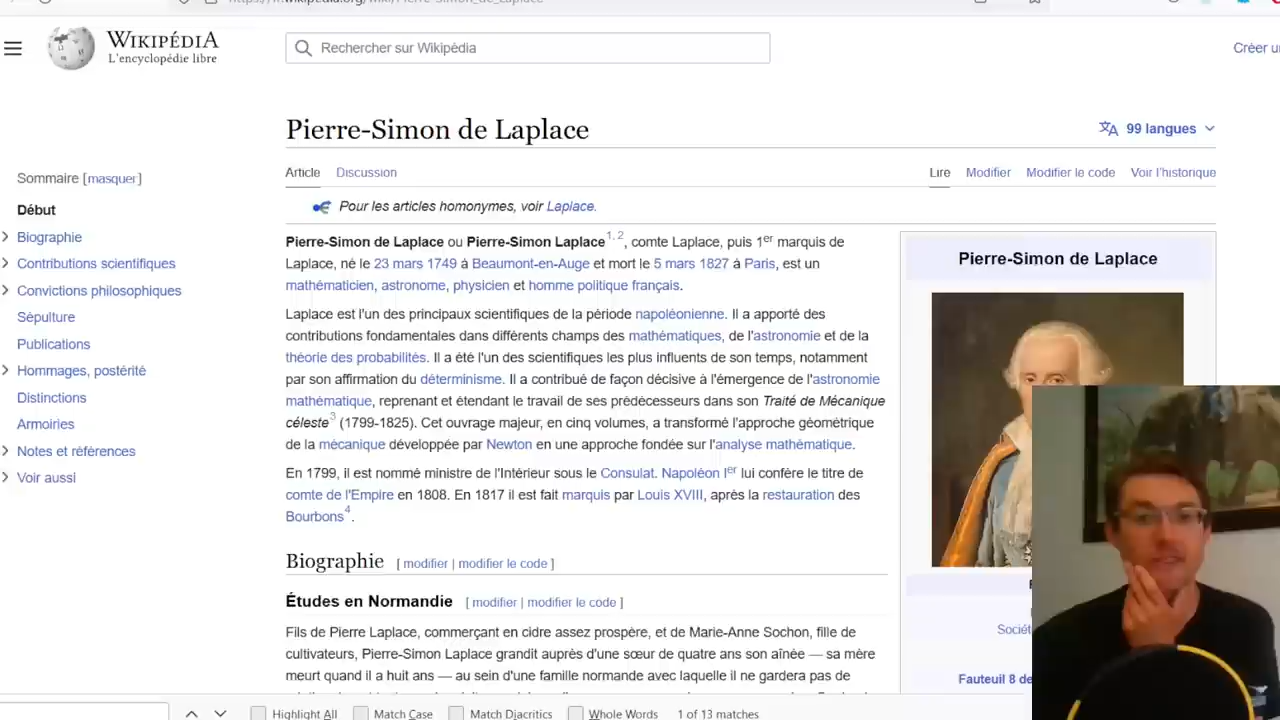 WIKIPÉDIA
L'encyclopédie libre
Rechercher sur Wikipédia
Créer
Pierre-Simon de Laplace
99 langues
Article Discussion
Lire Modifier Modifier le code Voir l'historique
Pour les articles homonymes, voir Laplace.
Sommaire [masquer]
Début
Biographie
Contributions scientifiques
Convictions philosophiques
Sépulture
Publications
Hommages, postérité
Distinctions
Armoiries
Notes et références
Voir aussi
Pierre-Simon de Laplace ou Pierre-Simon Laplace1, 2, comte Laplace, puis 1er marquis de
Laplace, né le 23 mars 1749 à Beaumont-en-Auge et mort le 5 mars 1827 à Paris, est un
mathématicien, astronome, physicien et homme politique français.
Laplace est l'un des principaux scientifiques de la période napoléonienne. Il a apporté des
contributions fondamentales dans différents champs des mathématiques, de l'astronomie et de la
théorie des probabilités. Il a été l'un des scientifiques les plus influents de son temps, notamment
par son affirmation du déterminisme. Il a contribué de façon décisive à l'émergence de l'astronomie
mathématique, reprenant et étendant le travail de ses prédécesseurs dans son Traité de Mécanique
céleste3 (1799-1825). Cet ouvrage majeur, en cinq volumes, a transformé l'approche géométrique
de la mécanique développée par Newton en une approche fondée sur l'analyse mathématique.
En 1799, il est nommé ministre de l'Intérieur sous le Consulat. Napoléon Ier lui confère le titre de
comte de l'Empire en 1808. En 1817 il est fait marquis par Louis XVIII, après la restauration des
Bourbons4.
Biographie [ modifier | modifier le code ]
Études en Normandie [ modifier | modifier le code ]
Fils de Pierre Laplace, commerçant en cidre assez prospère, et de Marie-Anne Sochon, fille de
cultivateurs, Pierre-Simon Laplace grandit auprès d'une sœur de quatre ans son aînée — sa mère
meurt quand il a huit ans — au sein d'une famille normande avec laquelle il ne gardera pas de
Pierre-Simon de Laplace
Fauteuil 8
Highlight All Match Case Match Diacritics Whole Words 1 of 13 matches